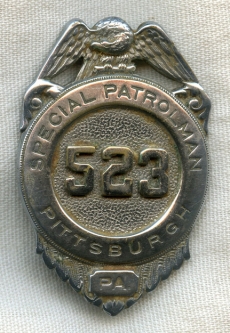 SPECIAL PATROLMAN
523
PITTSBURGH
PA